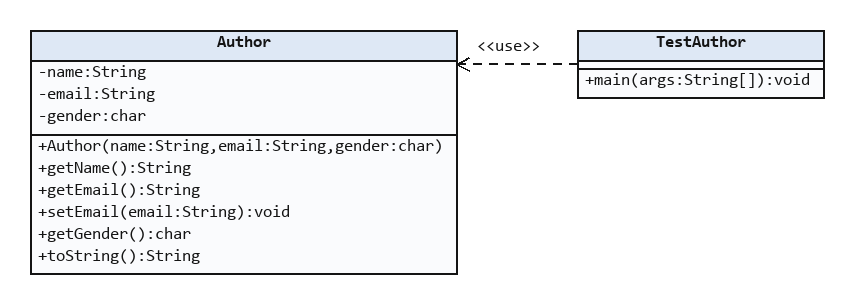 Author
-name:String
-email:String
-gender:char
+Author(name:String,email:String,gender:char)
+getName():String
+getEmail():String
+setEmail(email:String):void
+getGender():char
+toString():String
<<use>>
TestAuthor
+main(args:String[]):void